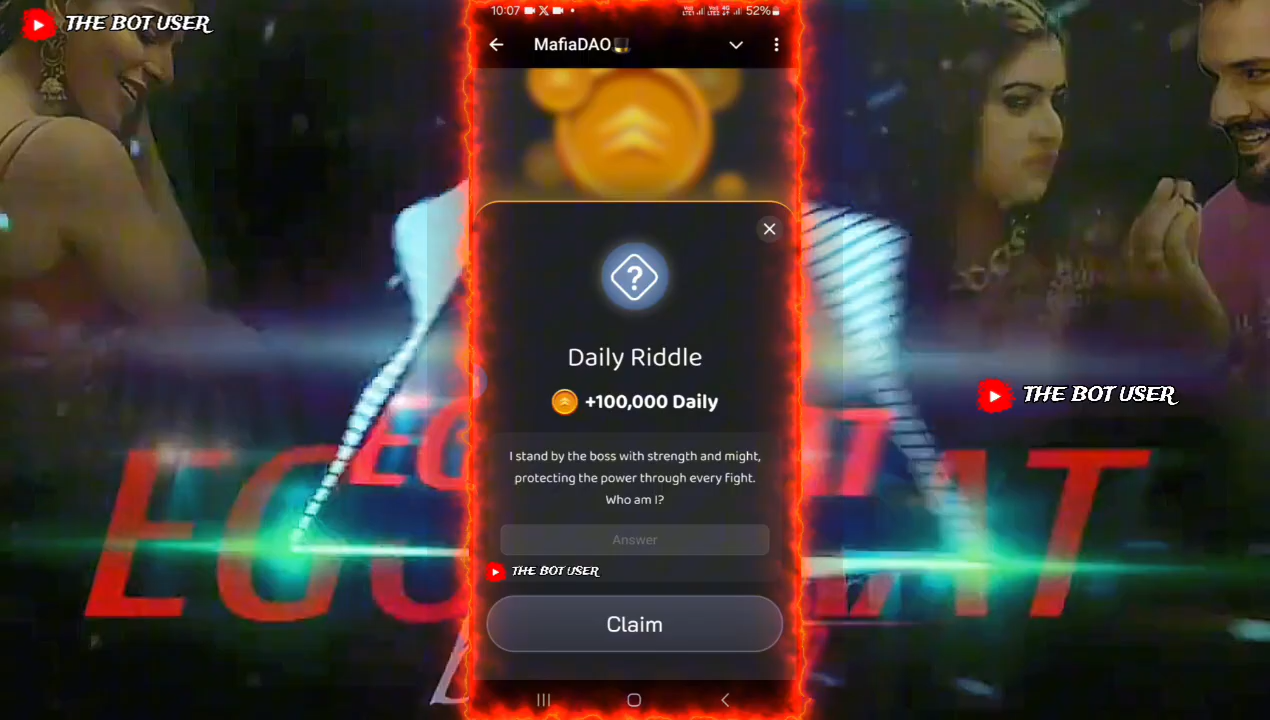 THE BOT USER
10:07
52%
MafiaDAO
Daily Riddle
+100,000 Daily
THE BOT USER
I stand by the boss with strength and might,
protecting the power through every fight.
Who am I?
Answer
THE BOT USER
Claim